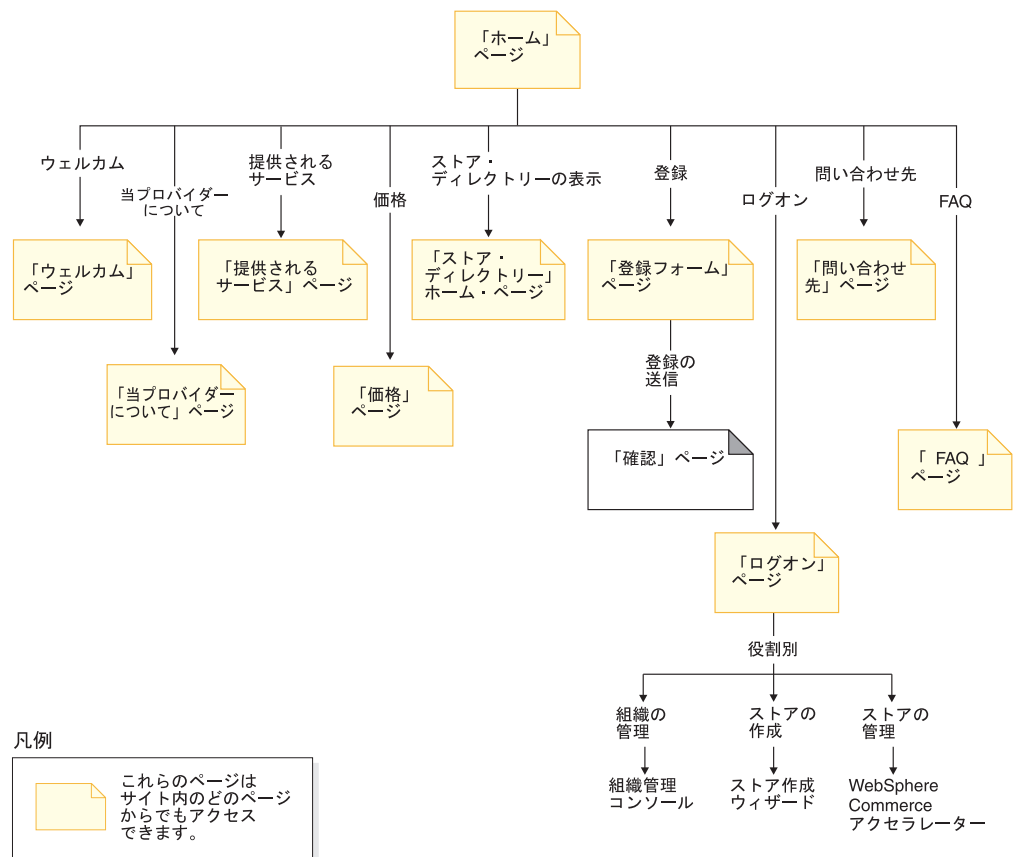 「ホーム」
ページ
ウェルカム
当プロバイダー
について
提供される
サービス
価格
ストア・
ディレクトリーの表示
登録
ログオン
問い合わせ先
FAQ
「ウェルカム」
ページ
「提供される
サービス」ページ
「ストア・
ディレクトリー」
ホーム・ページ
「登録フォーム」
ページ
「問い合わせ
先」ページ
「当プロバイダー
について」ページ
「価格」
ページ
登録の
送信
「確認」ページ
「 FAQ 」
ページ
「ログオン」
ページ
役割別
組織の
管理
ストアの
作成
ストアの
管理
組織管理
コンソール
ストア作成
ウィザード
WebSphere
Commerce
アクセラレーター
凡例
これらのページは
サイト内のどのページ
からでもアクセス
できます。